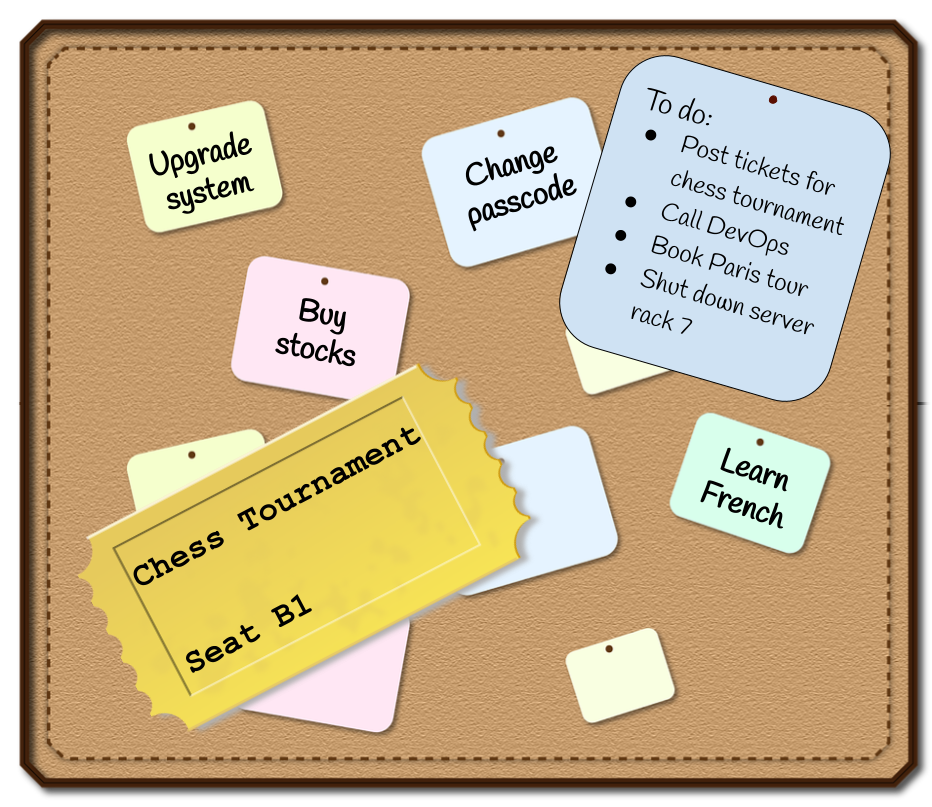 Upgrade
system
Change
passcode
To do:
● Post tickets for
chess tournament
● Call DevOps
● Book Paris tour
● Shut down server
rack 7
Buy
stocks
Chess Tournament
Seat B1
Learn
French